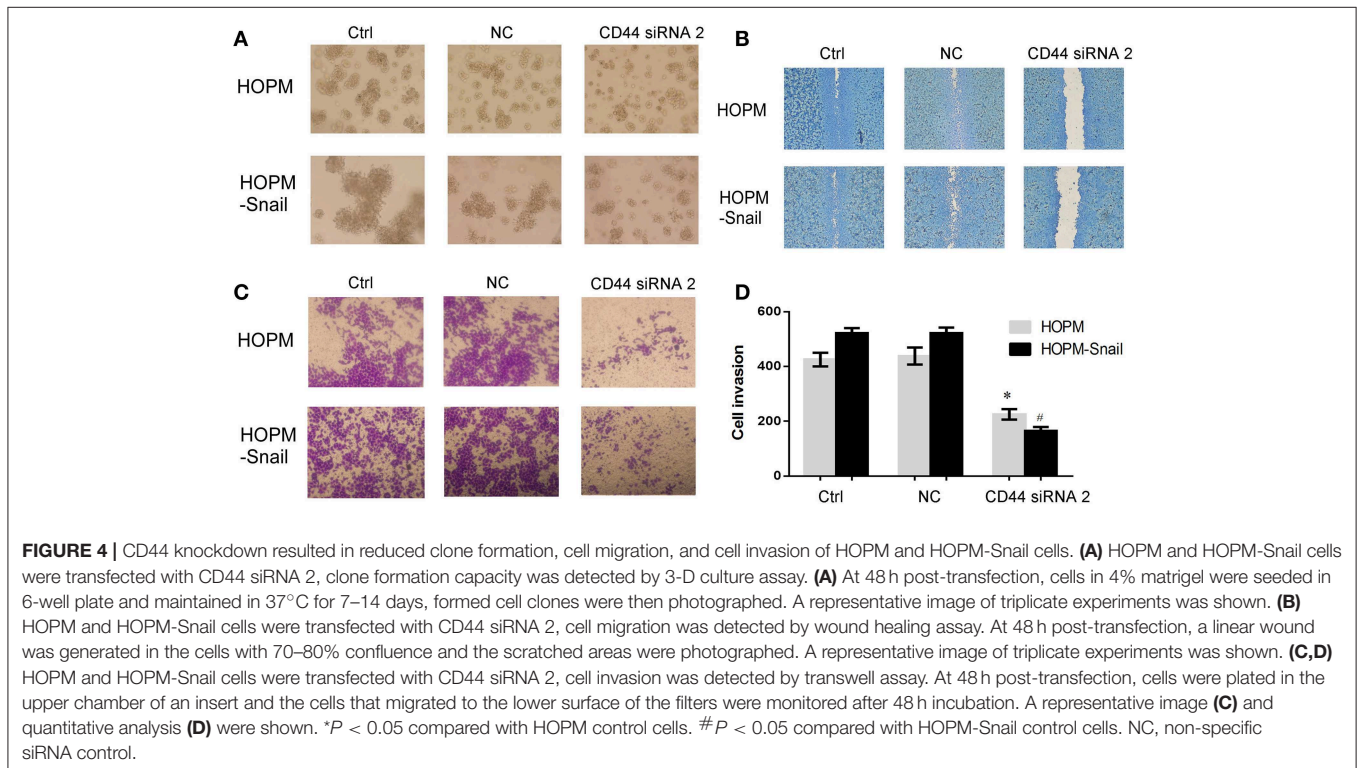 A
Ctrl NC CD44 siRNA 2
HOPM
HOPM
-Snail
B
Ctrl NC CD44 siRNA 2
HOPM
HOPM
-Snail
C
Ctrl NC CD44 siRNA 2
HOPM
HOPM
-Snail
D
600
400
200
0
Cell invasion
HOPM
HOPM-Snail
*
#
Ctrl NC CD44 siRNA 2
FIGURE 4 | CD44 knockdown resulted in reduced clone formation, cell migration, and cell invasion of HOPM and HOPM-Snail cells. (A) HOPM and HOPM-Snail cells
were transfected with CD44 siRNA 2, clone formation capacity was detected by 3-D culture assay. (A) At 48 h post-transfection, cells in 4% matrigel were seeded in
6-well plate and maintained in 37°C for 7–14 days, formed cell clones were then photographed. A representative image of triplicate experiments was shown. (B)
HOPM and HOPM-Snail cells were transfected with CD44 siRNA 2, cell migration was detected by wound healing assay. At 48 h post-transfection, a linear wound
was generated in the cells with 70–80% confluence and the scratched areas were photographed. A representative image of triplicate experiments was shown. (C,D)
HOPM and HOPM-Snail cells were transfected with CD44 siRNA 2, cell invasion was detected by transwell assay. At 48 h post-transfection, cells were plated in the
upper chamber of an insert and the cells that migrated to the lower surface of the filters were monitored after 48 h incubation. A representative image (C) and
quantitative analysis (D) were shown. *P < 0.05 compared with HOPM control cells. #P < 0.05 compared with HOPM-Snail control cells. NC, non-specific
siRNA control.